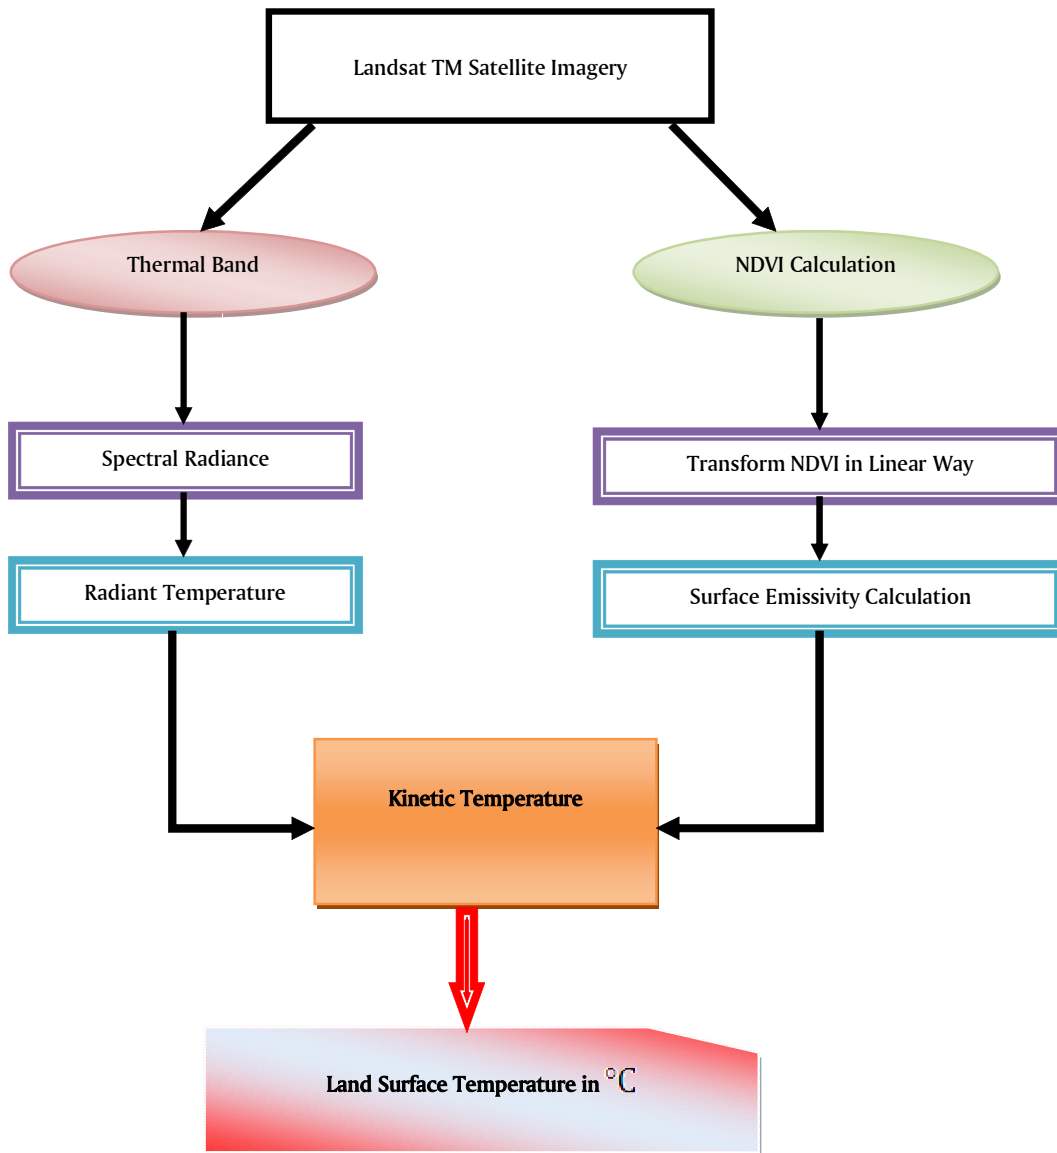 Landsat TM Satellite Imagery
Thermal Band
NDVI Calculation
Spectral Radiance
Transform NDVI in Linear Way
Radiant Temperature
Surface Emissivity Calculation
Kinetic Temperature
Land Surface Temperature in °C